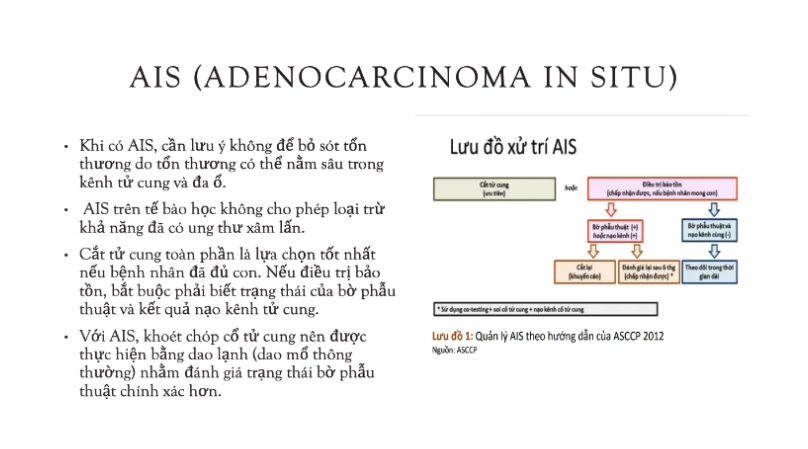 AIS (ADENOCARCINOMA IN SITU)
• Khi có AIS, cần lưu ý không để bỏ sót tổn
thương do tổn thương có thể nằm sâu trong
kênh tử cung và đa ổ.
• AIS trên tế bào học không cho phép loại trừ
khả năng đã có ung thư xâm lấn.
• Cắt tử cung toàn phần là lựa chọn tốt nhất
nếu bệnh nhân đã đủ con. Nếu điều trị bảo
tồn, bắt buộc phải biết trạng thái của bờ phẫu
thuật và kết quả nạo kênh tử cung.
• Với AIS, khoét chóp cổ tử cung nên được
thực hiện bằng dao lạnh (dao mổ thông
thường) nhằm đánh giá trạng thái bờ phẫu
thuật chính xác hơn.
Lưu đồ xử trí AIS
Cắt tử cung
(ưu tiên)
hoặc
Điều trị bảo tồn
(chấp nhận được, nếu bệnh nhân mong con)
Bờ phẫu thuật (+)
hoặc nạo kênh (+)
Bờ phẫu thuật và
nạo kênh cùng (-)
Cắt lại
(khuyến cáo)
Đánh giá lại sau 6 thg
(chấp nhận được) *
Theo dõi trong thời
gian dài
* Sử dụng co-testing + soi cổ tử cung + nạo kênh cổ tử cung
Lưu đồ 1: Quản lý AIS theo hướng dẫn của ASCCP 2012
Nguồn: ASCCP